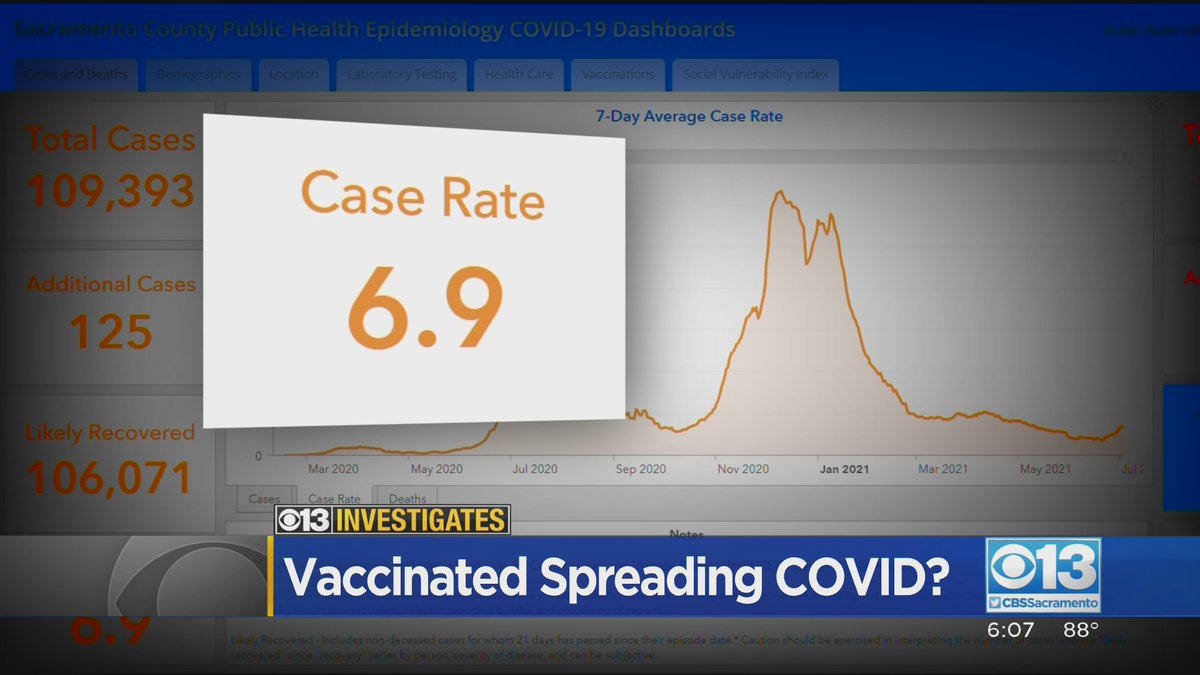 Sacramento County Public Health Epidemiology COVID-19 Dashboards
Cases and Deaths
Demographics
Location
Laboratory Testing
Health Care
Vaccinations
Social Vulnerability Index
Total Cases
109,393
Additional Cases
125
Likely Recovered
106,071
7-Day Average Case Rate
Case Rate
6.9
0
Mar 2020
May 2020
Jul 2020
Sep 2020
Nov 2020
Jan 2021
Mar 2021
May 2021
Jul 2
Cases
Case Rate
Deaths
Notes
13 INVESTIGATES
Vaccinated Spreading COVID?
13
CBSSacramento
6:07
88°
6.9
Likely Recovered - Includes non-deceased cases for whom 21 days has passed since their episode date.* Caution should be exercised in interpreting the number of cases "likely
recovered" since "recovery" varies by person, severity of disease, and can be subjective.